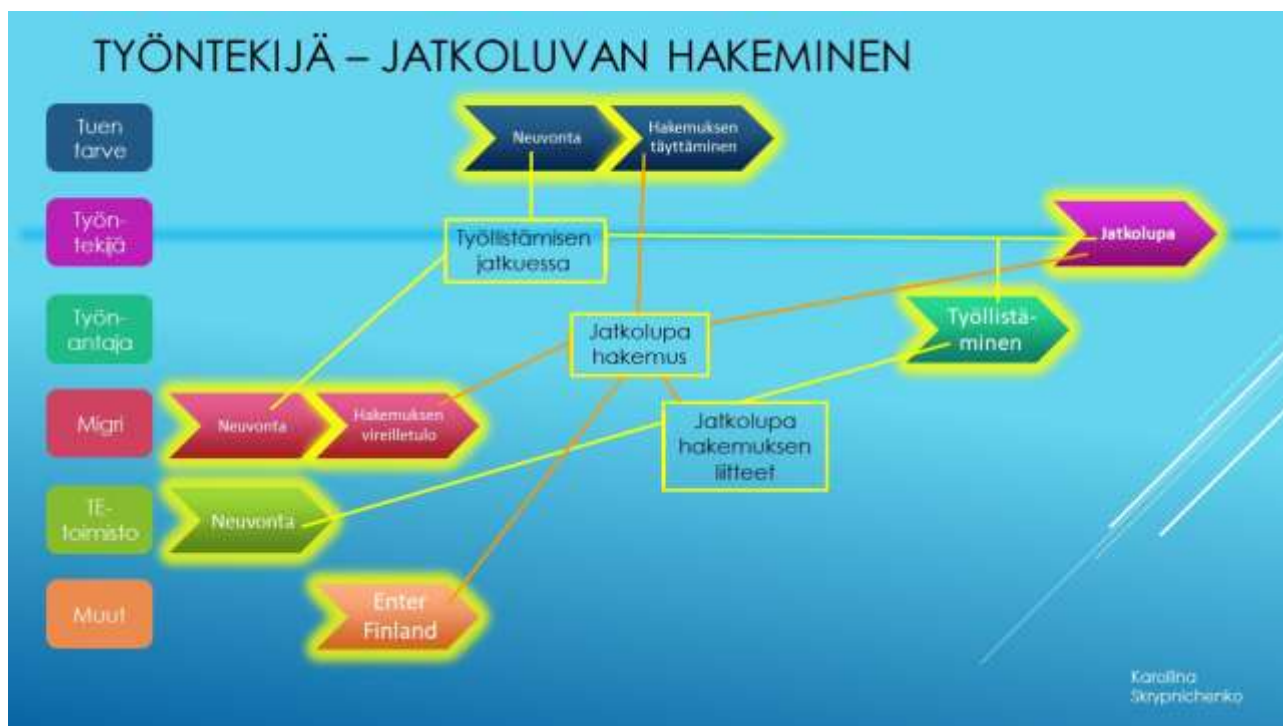 TYÖNTEKIJÄ – JATKOLUVAN HAKEMINEN
Tuen
tarve
Neuvonta
Hakemuksen
täyttäminen
Työn-
tekijä
Työllistämisen
jatkuessa
Jatkolupa
Työn-
antaja
Jatkolupa
hakemus
Työllistä-
minen
Migri
Neuvonta
Hakemuksen
vireilletulo
Jatkolupa
hakemuksen
liitteet
TE-
toimisto
Neuvonta
Muut
Enter
Finland
Karolina
Skrypnichenko